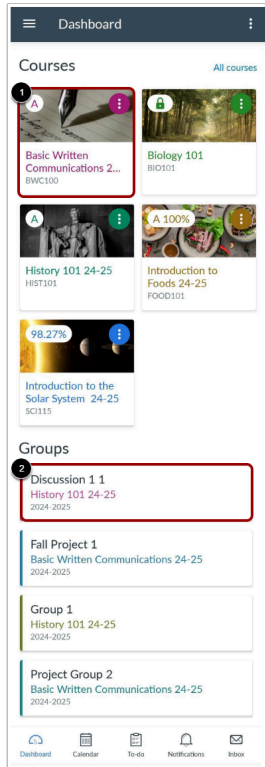 Dashboard
Courses
All courses
1
A
Basic Written
Communications 2...
BWC100
Biology 101
BIO101
A
History 101 24-25
HIST101
A 100%
Introduction to
Foods 24-25
FOOD101
98.27%
Introduction to the
Solar System 24-25
SCI115
Groups
2
Discussion 1 1
History 101 24-25
2024-2025
Fall Project 1
Basic Written Communications 24-25
2024-2025
Group 1
History 101 24-25
2024-2025
Project Group 2
Basic Written Communications 24-25
2024-2025
Dashboard
Calendar
To-do
Notifications
Inbox